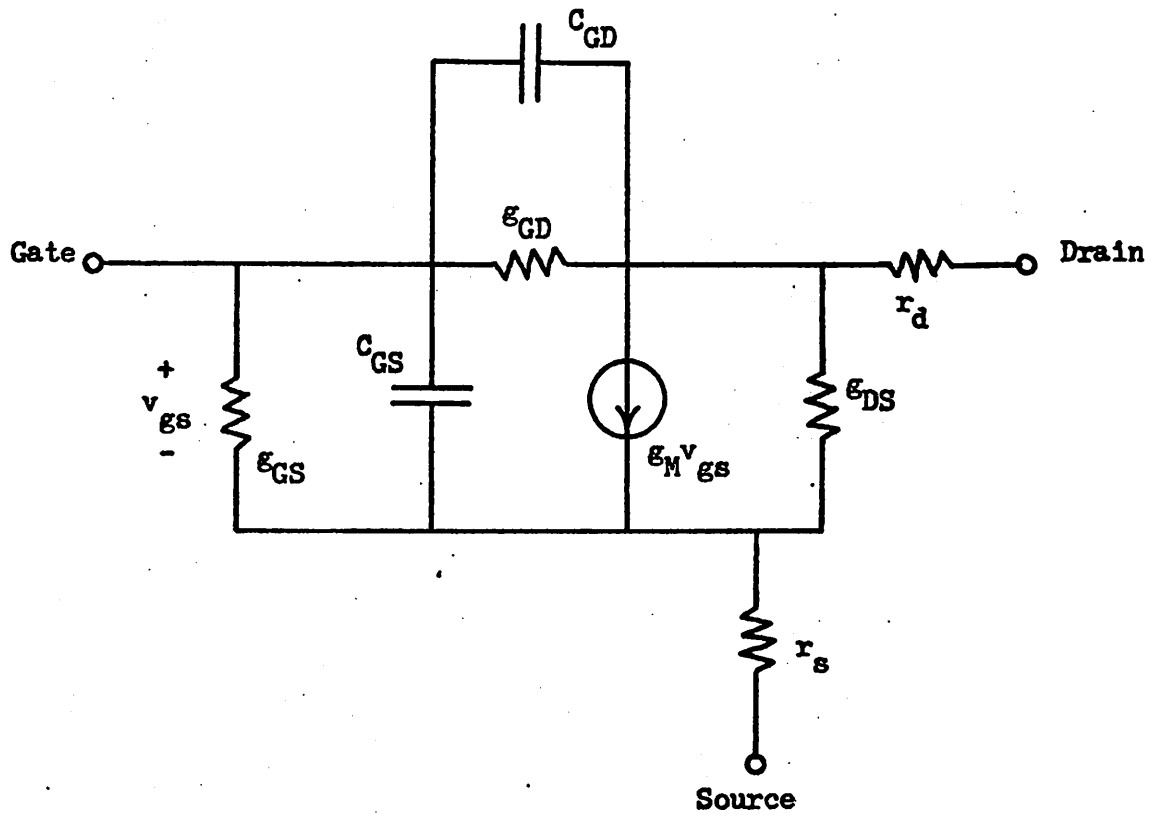 C_GD
g_GD
Gate
Drain
r_d
C_GS
+
v_gs
-
g_GS
g_DS
g_M v_gs
r_s
Source